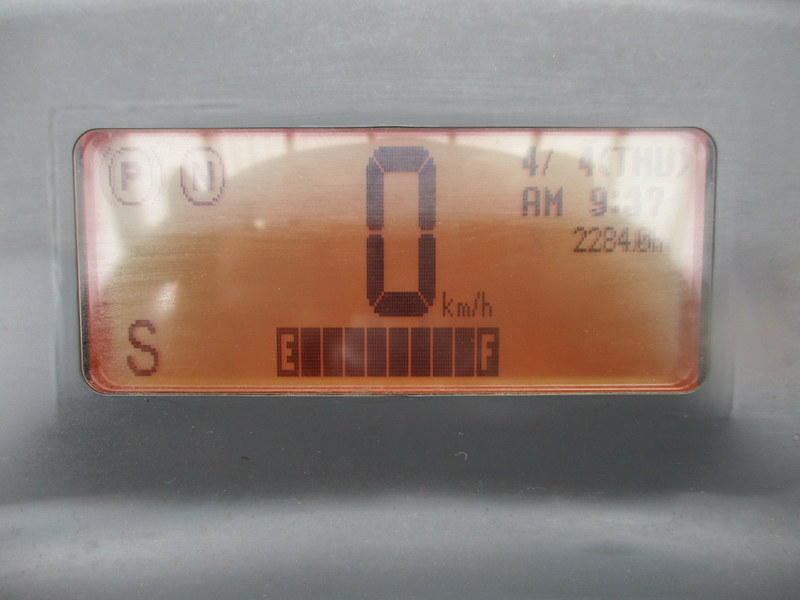 P N 0 4/ 4(THU)
AM 9:37
2284.0h
km/h
S E F